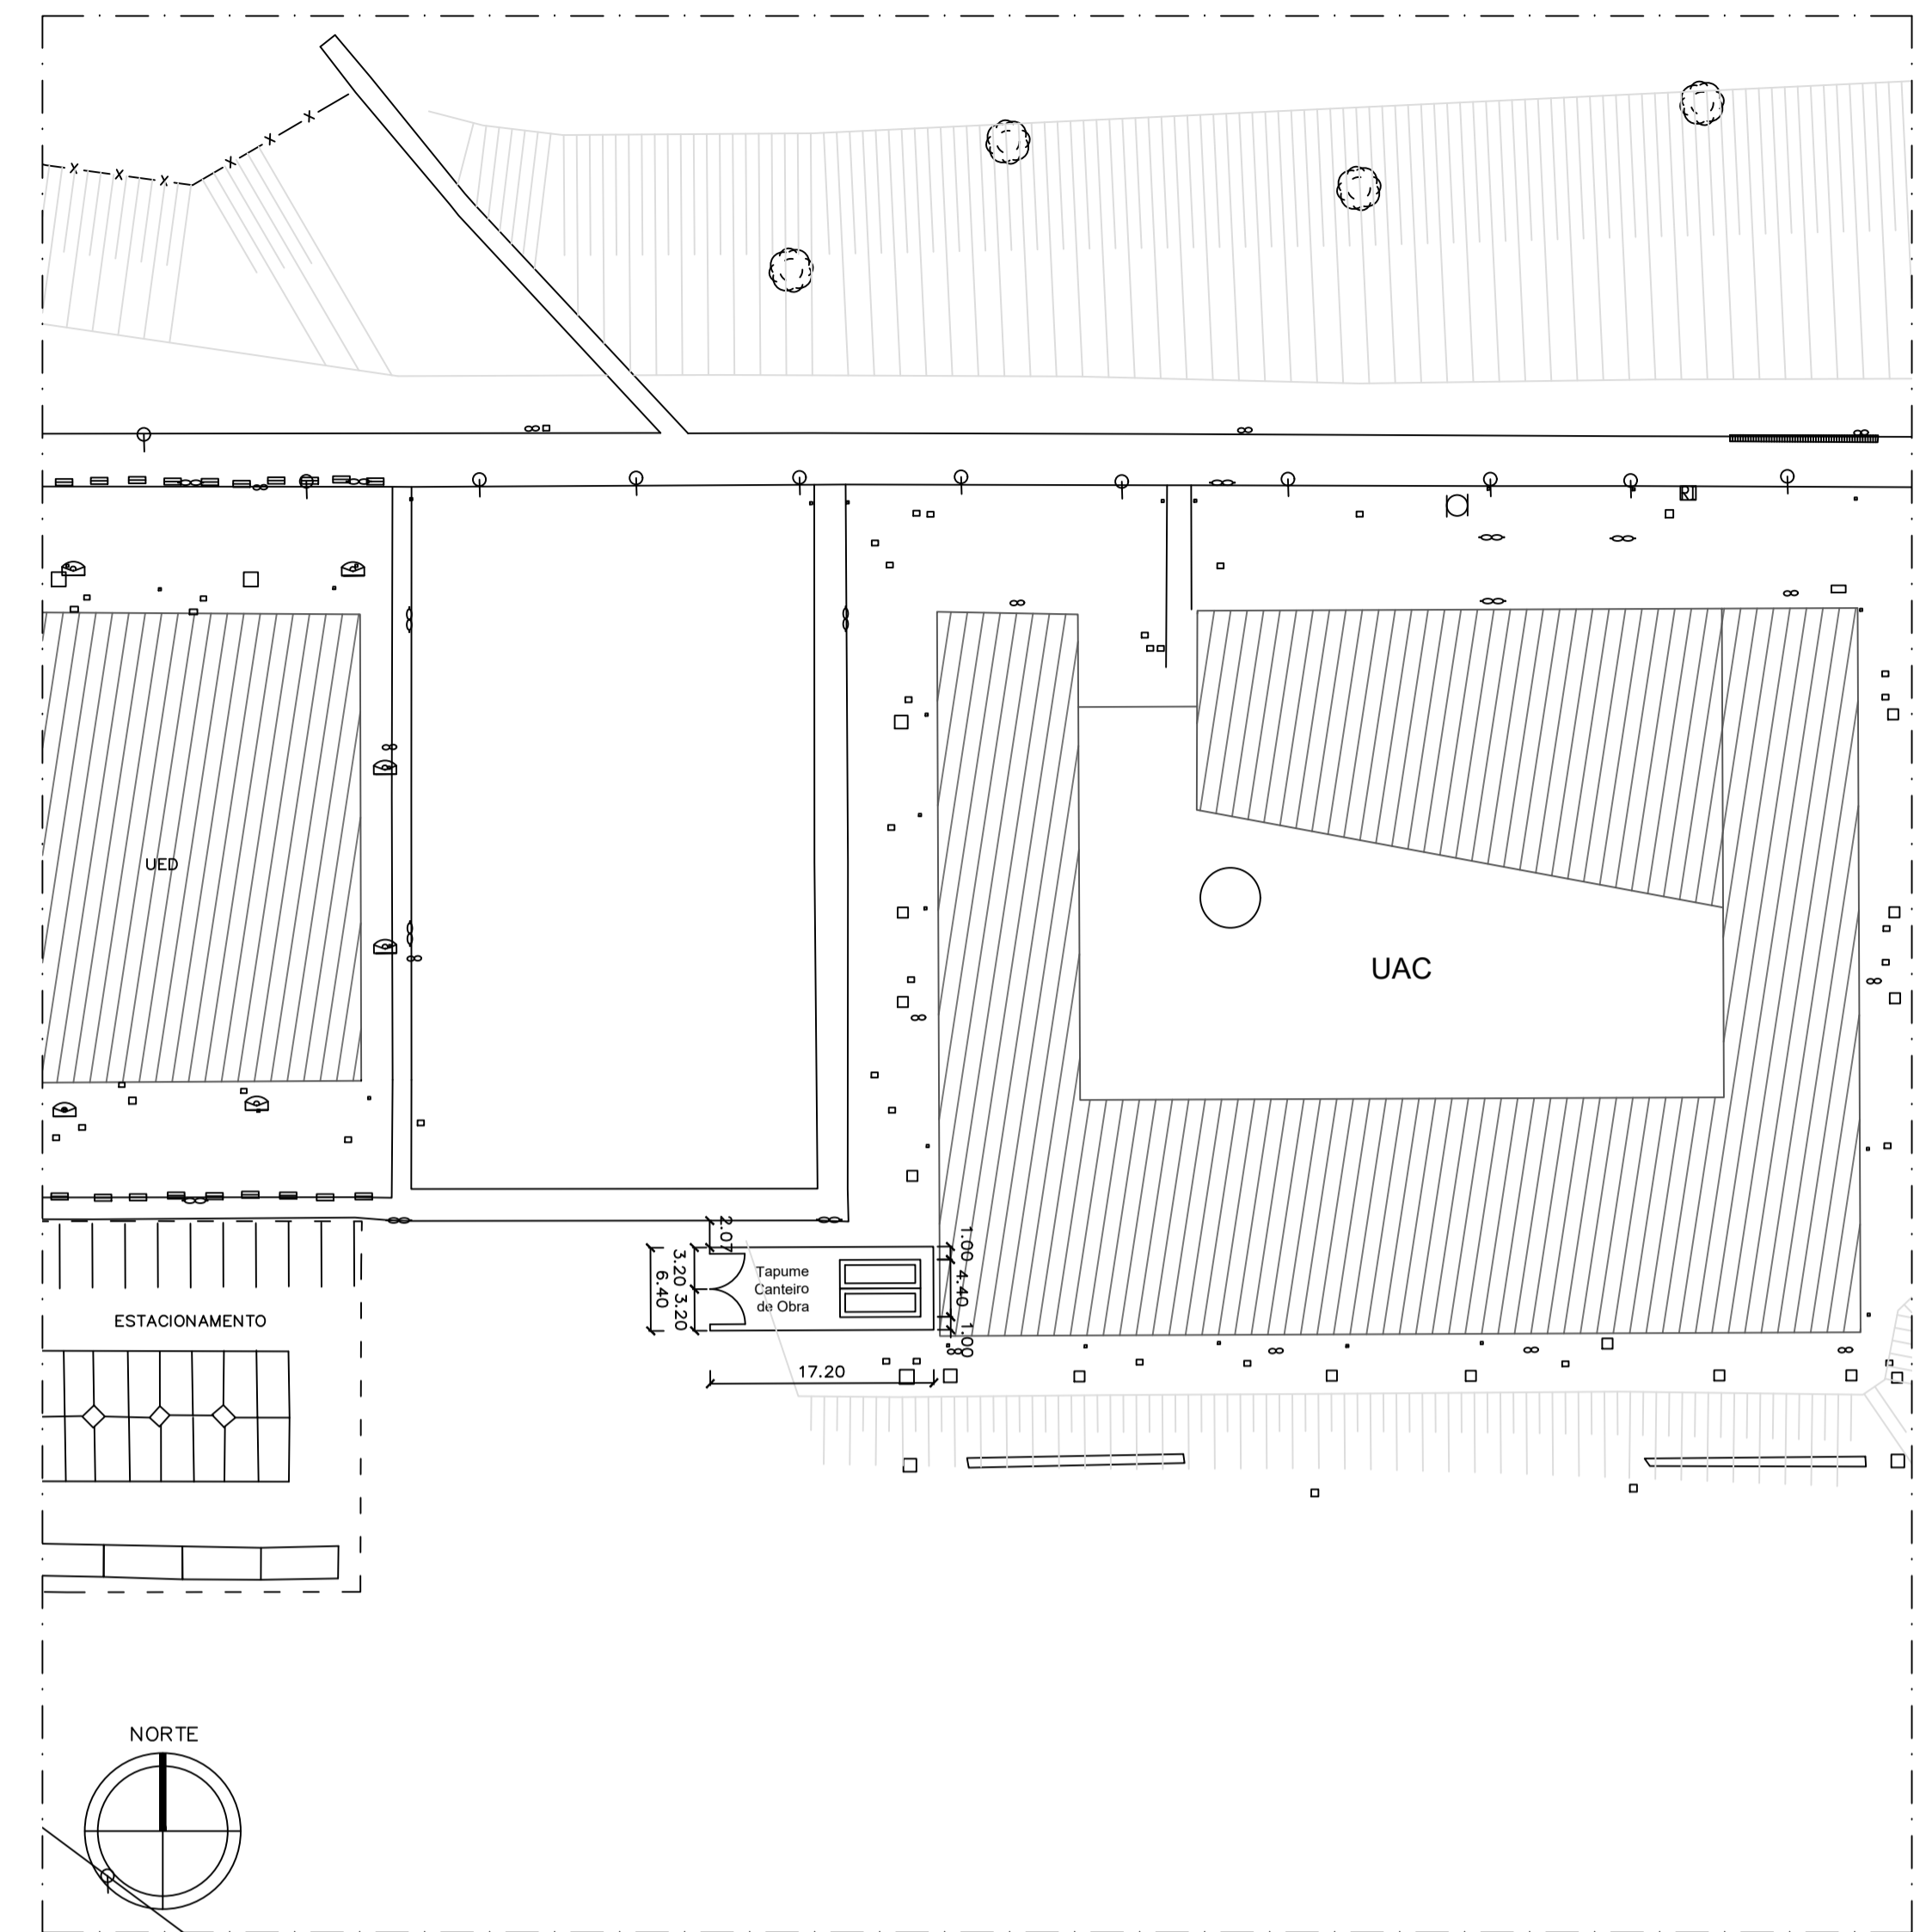 RI
UED
UAC
2.07
3.20
3.20
6.40
Tapume
Canteiro
de Obra
1.00
4.40
1.00
17.20
ESTACIONAMENTO
NORTE